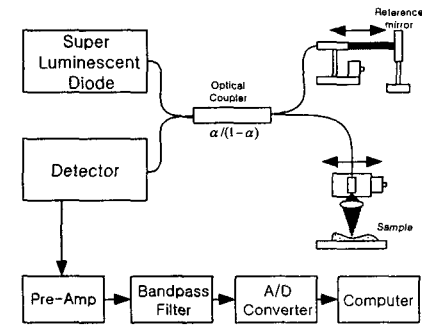 Super
Luminescent
Diode
Optical
Coupler
α/(1−α)
Reference
mirror
Detector
Sample
Pre-Amp
Bandpass
Filter
A/D
Converter
Computer